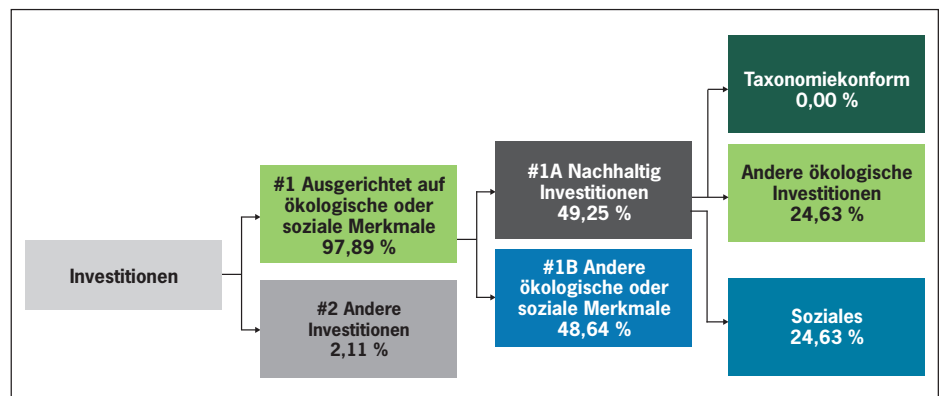 Investitionen
#1 Ausgerichtet auf
ökologische oder
soziale Merkmale
97,89 %
#2 Andere
Investitionen
2,11 %
#1A Nachhaltig
Investitionen
49,25 %
#1B Andere
ökologische oder
soziale Merkmale
48,64 %
Taxonomiekonform
0,00 %
Andere ökologische
Investitionen
24,63 %
Soziales
24,63 %